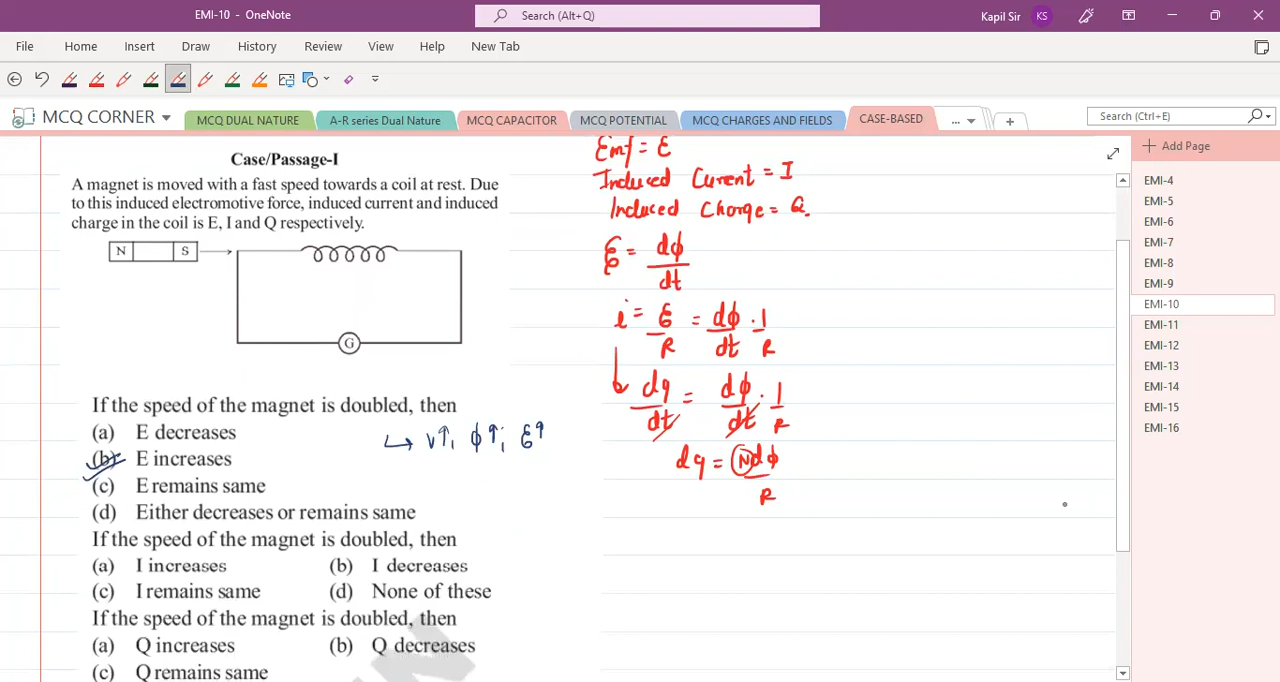 EMI-10 - OneNote
Search (Alt+Q)
Kapil Sir KS
File Home Insert Draw History Review View Help New Tab
MCQ CORNER MCQ DUAL NATURE A-R series Dual Nature MCQ CAPACITOR MCQ POTENTIAL MCQ CHARGES AND FIELDS CASE-BASED ... + Search (Ctrl+E)
Add Page
EMI-4
EMI-5
EMI-6
EMI-7
EMI-8
EMI-9
EMI-10
EMI-11
EMI-12
EMI-13
EMI-14
EMI-15
EMI-16
Case/Passage-I
A magnet is moved with a fast speed towards a coil at rest. Due
to this induced electromotive force, induced current and induced
charge in the coil is E, I and Q respectively.
N S
G
If the speed of the magnet is doubled, then
(a) E decreases
(b) E increases
(c) E remains same
(d) Either decreases or remains same
↳ v↑, φ↑; ε↑
If the speed of the magnet is doubled, then
(a) I increases (b) I decreases
(c) I remains same (d) None of these
If the speed of the magnet is doubled, then
(a) Q increases (b) Q decreases
(c) Q remains same
Emf = E
Induced Current = I
Induced Charge = Q.
ε = dφ/dt
i = ε/R = dφ/dt · 1/R
dq/dt = dφ/dt · 1/R
dq = Ndφ/R